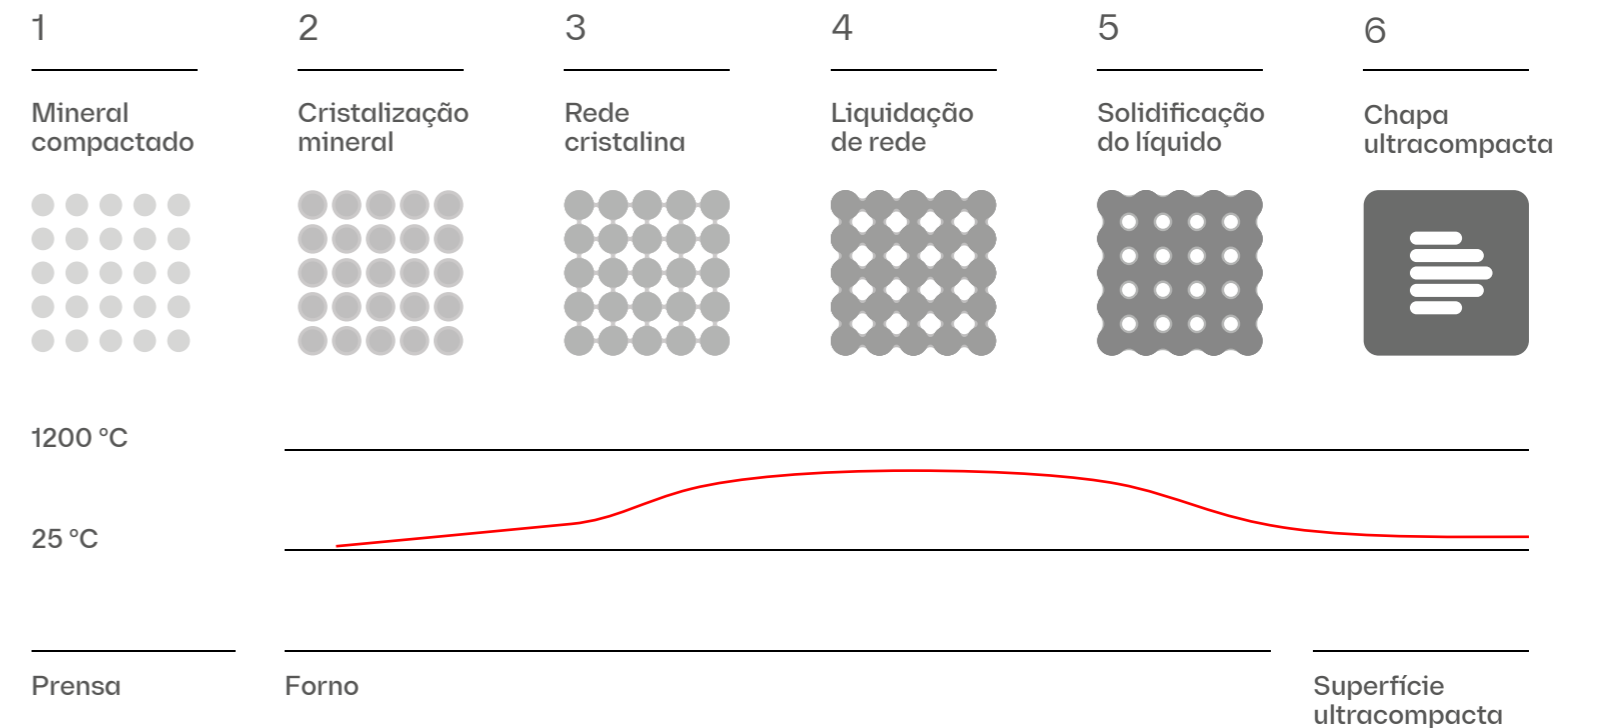 1
2
3
4
5
6
Mineral
compactado
Cristalização
mineral
Rede
cristalina
Liquidação
de rede
Solidificação
do líquido
Chapa
ultracompacta
1200 °C
25 °C
Prensa
Forno
Superfície
ultracompacta